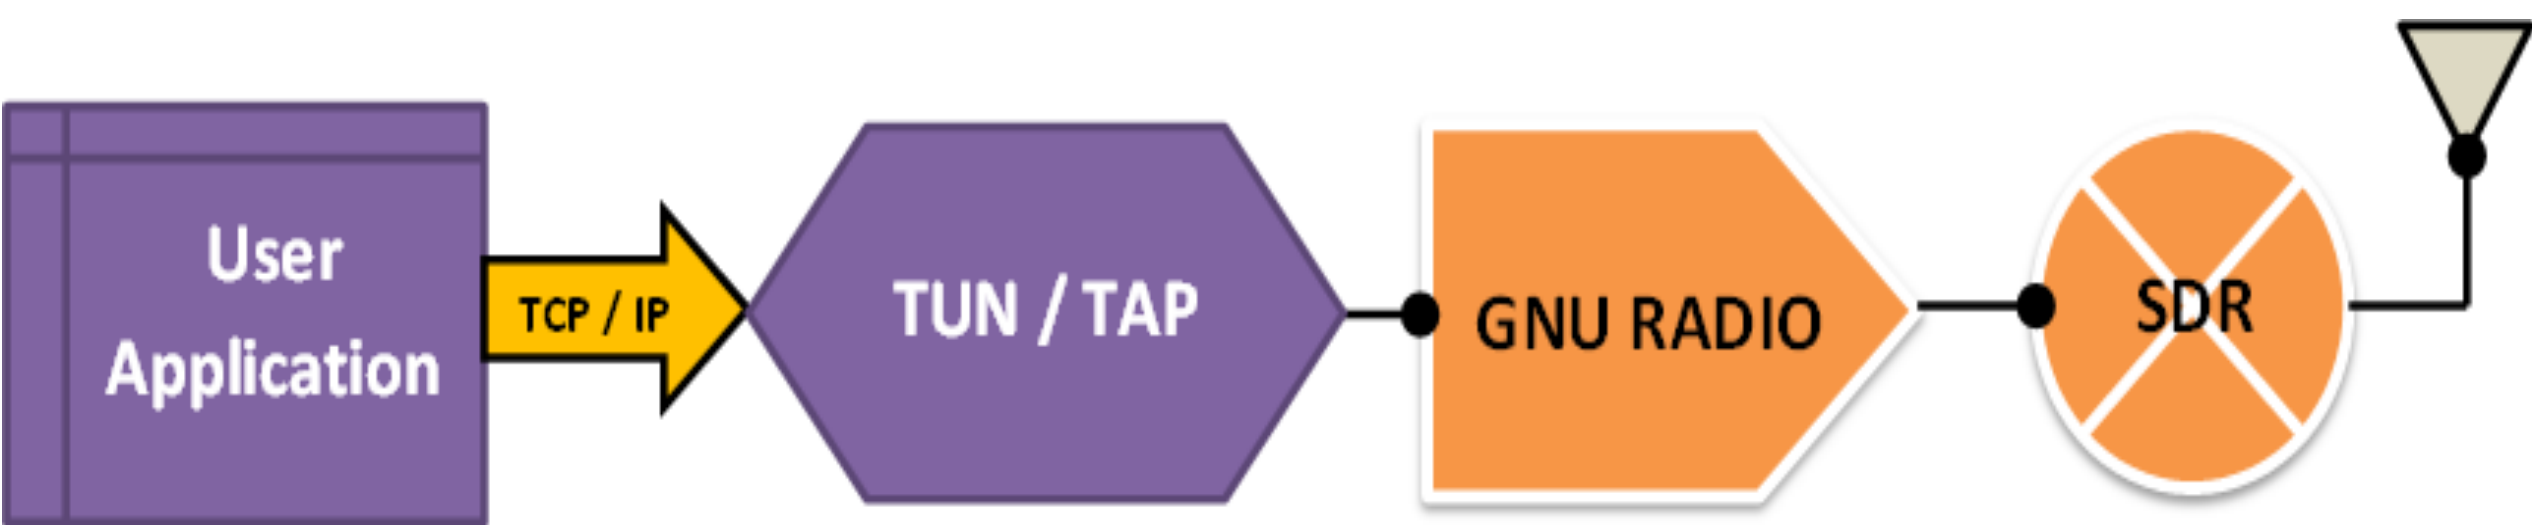 User
Application
TCP / IP
TUN / TAP
GNU RADIO
SDR